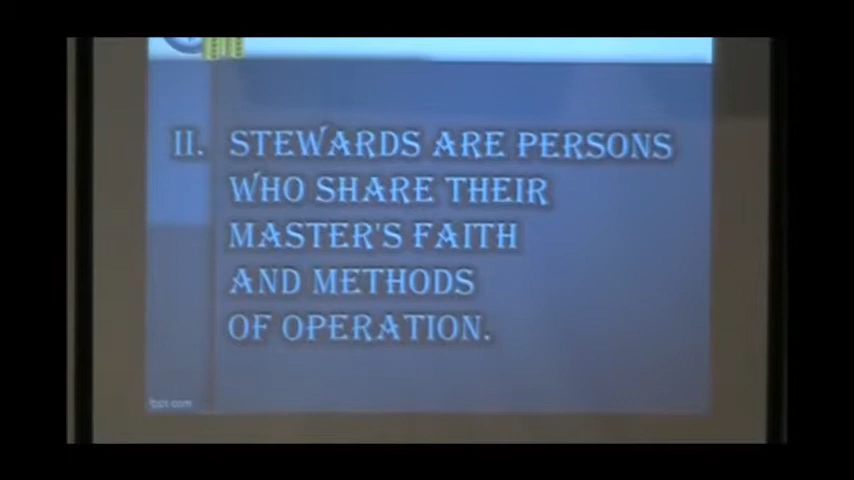 II. STEWARDS ARE PERSONS
WHO SHARE THEIR
MASTER'S FAITH
AND METHODS
OF OPERATION.